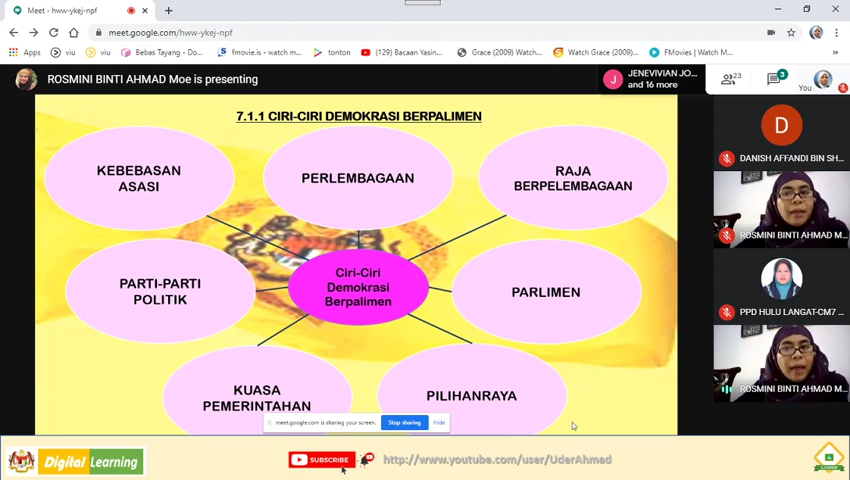 Meet - hww-ykej-npf
meet.google.com/hww-ykej-npf
Apps
viu
viu
Bebas Tayang - Do...
fmovie.is - watch m...
tonton
(129) Bacaan Yasin...
Grace (2009) Watch...
Watch Grace (2009)...
FMovies | Watch M...
ROSMINI BINTI AHMAD Moe is presenting
J
JENEVIVIAN JO...
and 16 more
23
3
You
7.1.1 CIRI-CIRI DEMOKRASI BERPALIMEN
KEBEBASAN
ASASI
PERLEMBAGAAN
RAJA
BERPELEMBAGAAN
PARTI-PARTI
POLITIK
Ciri-Ciri
Demokrasi
Berpalimen
PARLIMEN
KUASA
PEMERINTAHAN
PILIHANRAYA
meet.google.com is sharing your screen.
Stop sharing
Hide
D
DANISH AFFANDI BIN SH...
ROSMINI BINTI AHMAD M...
PPD HULU LANGAT-CM7 ...
ROSMINI BINTI AHMAD M...
Digital Learning
SUBSCRIBE
http://www.youtube.com/user/UderAhmad